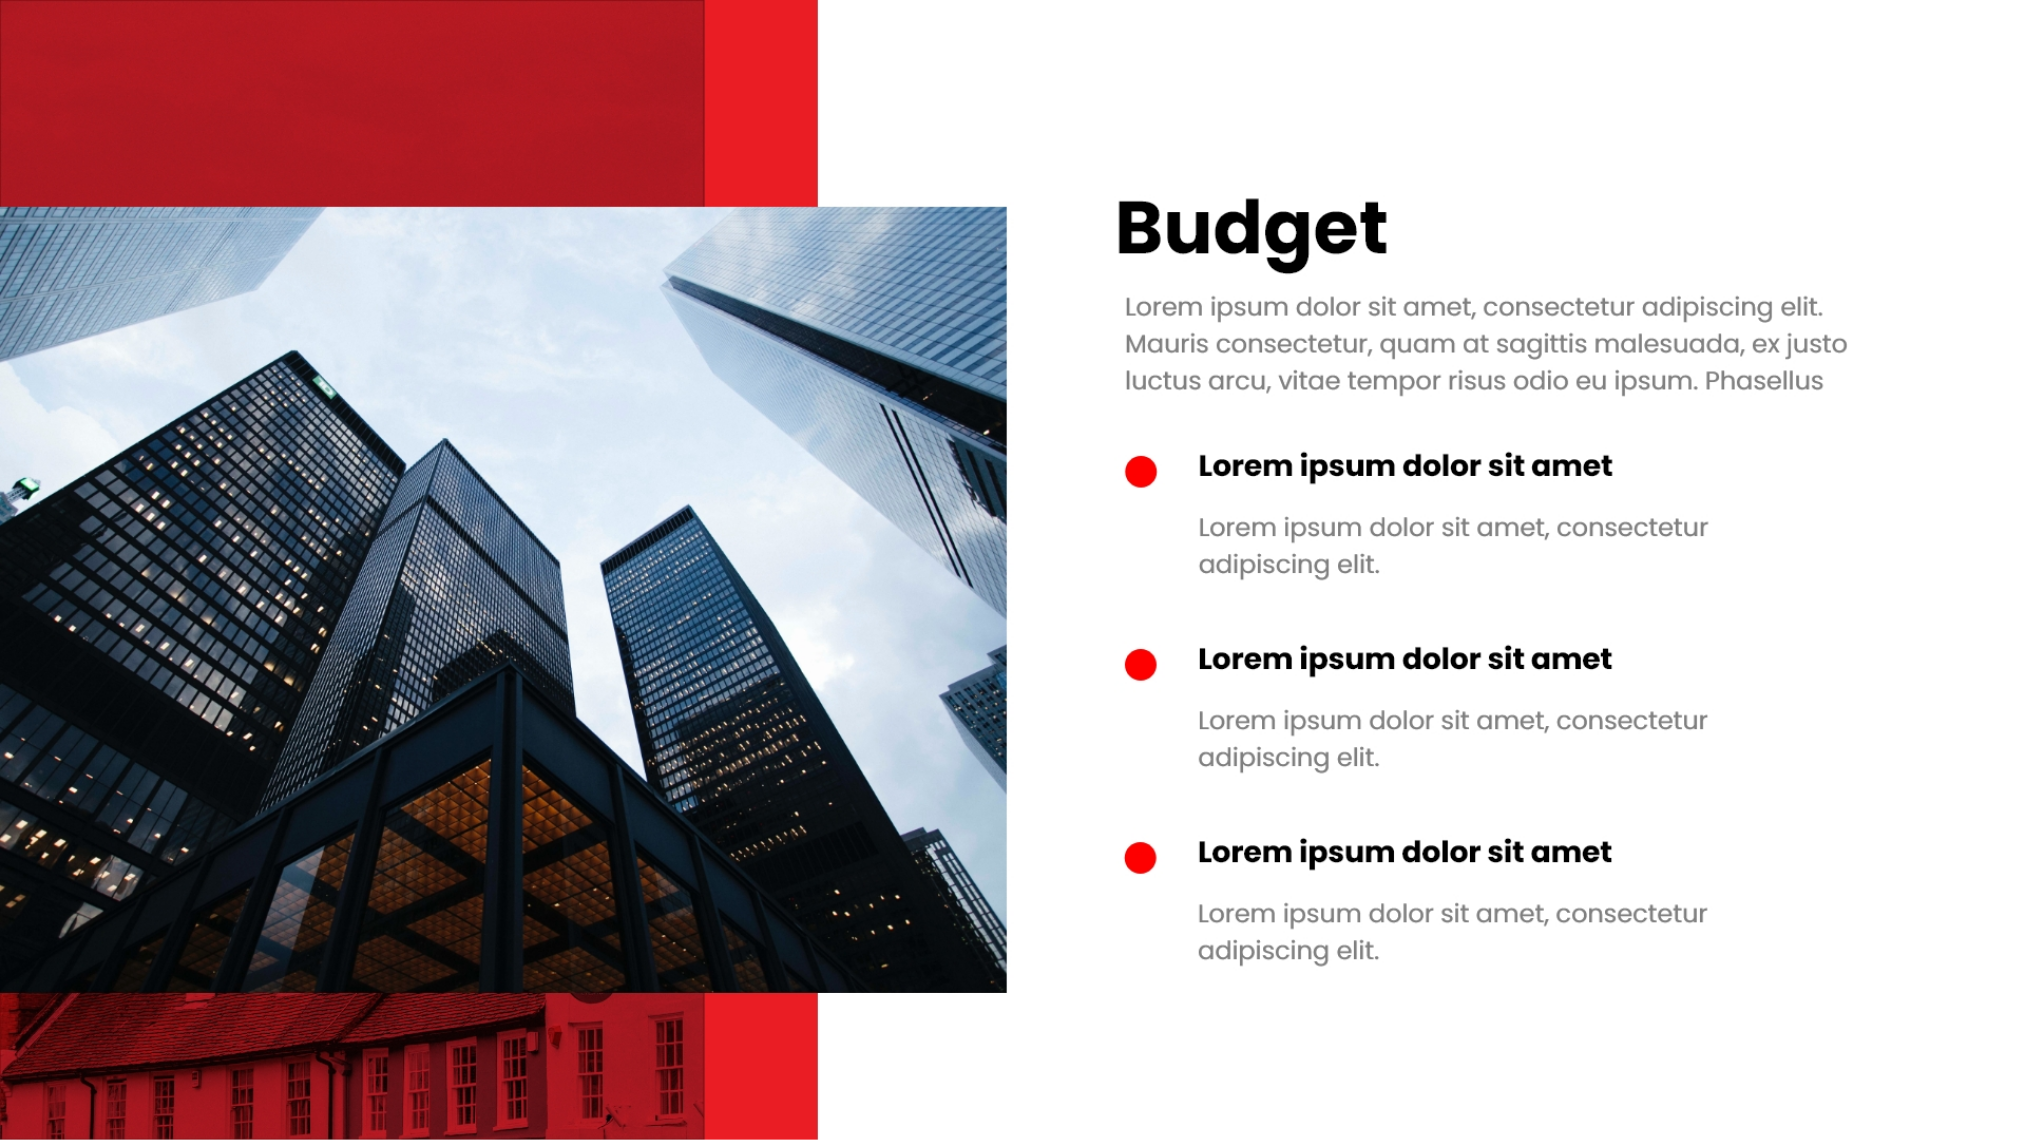 Budget
Lorem ipsum dolor sit amet, consectetur adipiscing elit.
Mauris consectetur, quam at sagittis malesuada, ex justo
luctus arcu, vitae tempor risus odio eu ipsum. Phasellus
Lorem ipsum dolor sit amet
Lorem ipsum dolor sit amet, consectetur
adipiscing elit.
Lorem ipsum dolor sit amet
Lorem ipsum dolor sit amet, consectetur
adipiscing elit.
Lorem ipsum dolor sit amet
Lorem ipsum dolor sit amet, consectetur
adipiscing elit.